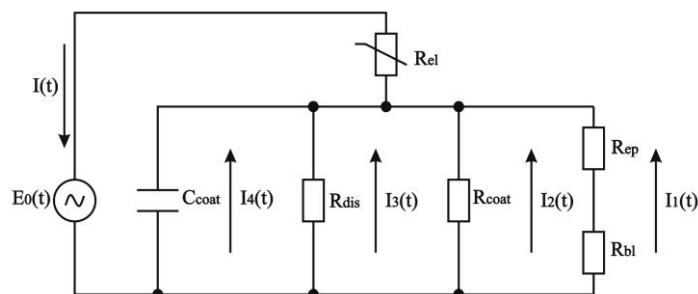 Rel
I(t)
Rep
E0(t)
Ccoat
I4(t)
Rdis
I3(t)
Rcoat
I2(t)
I1(t)
Rbl